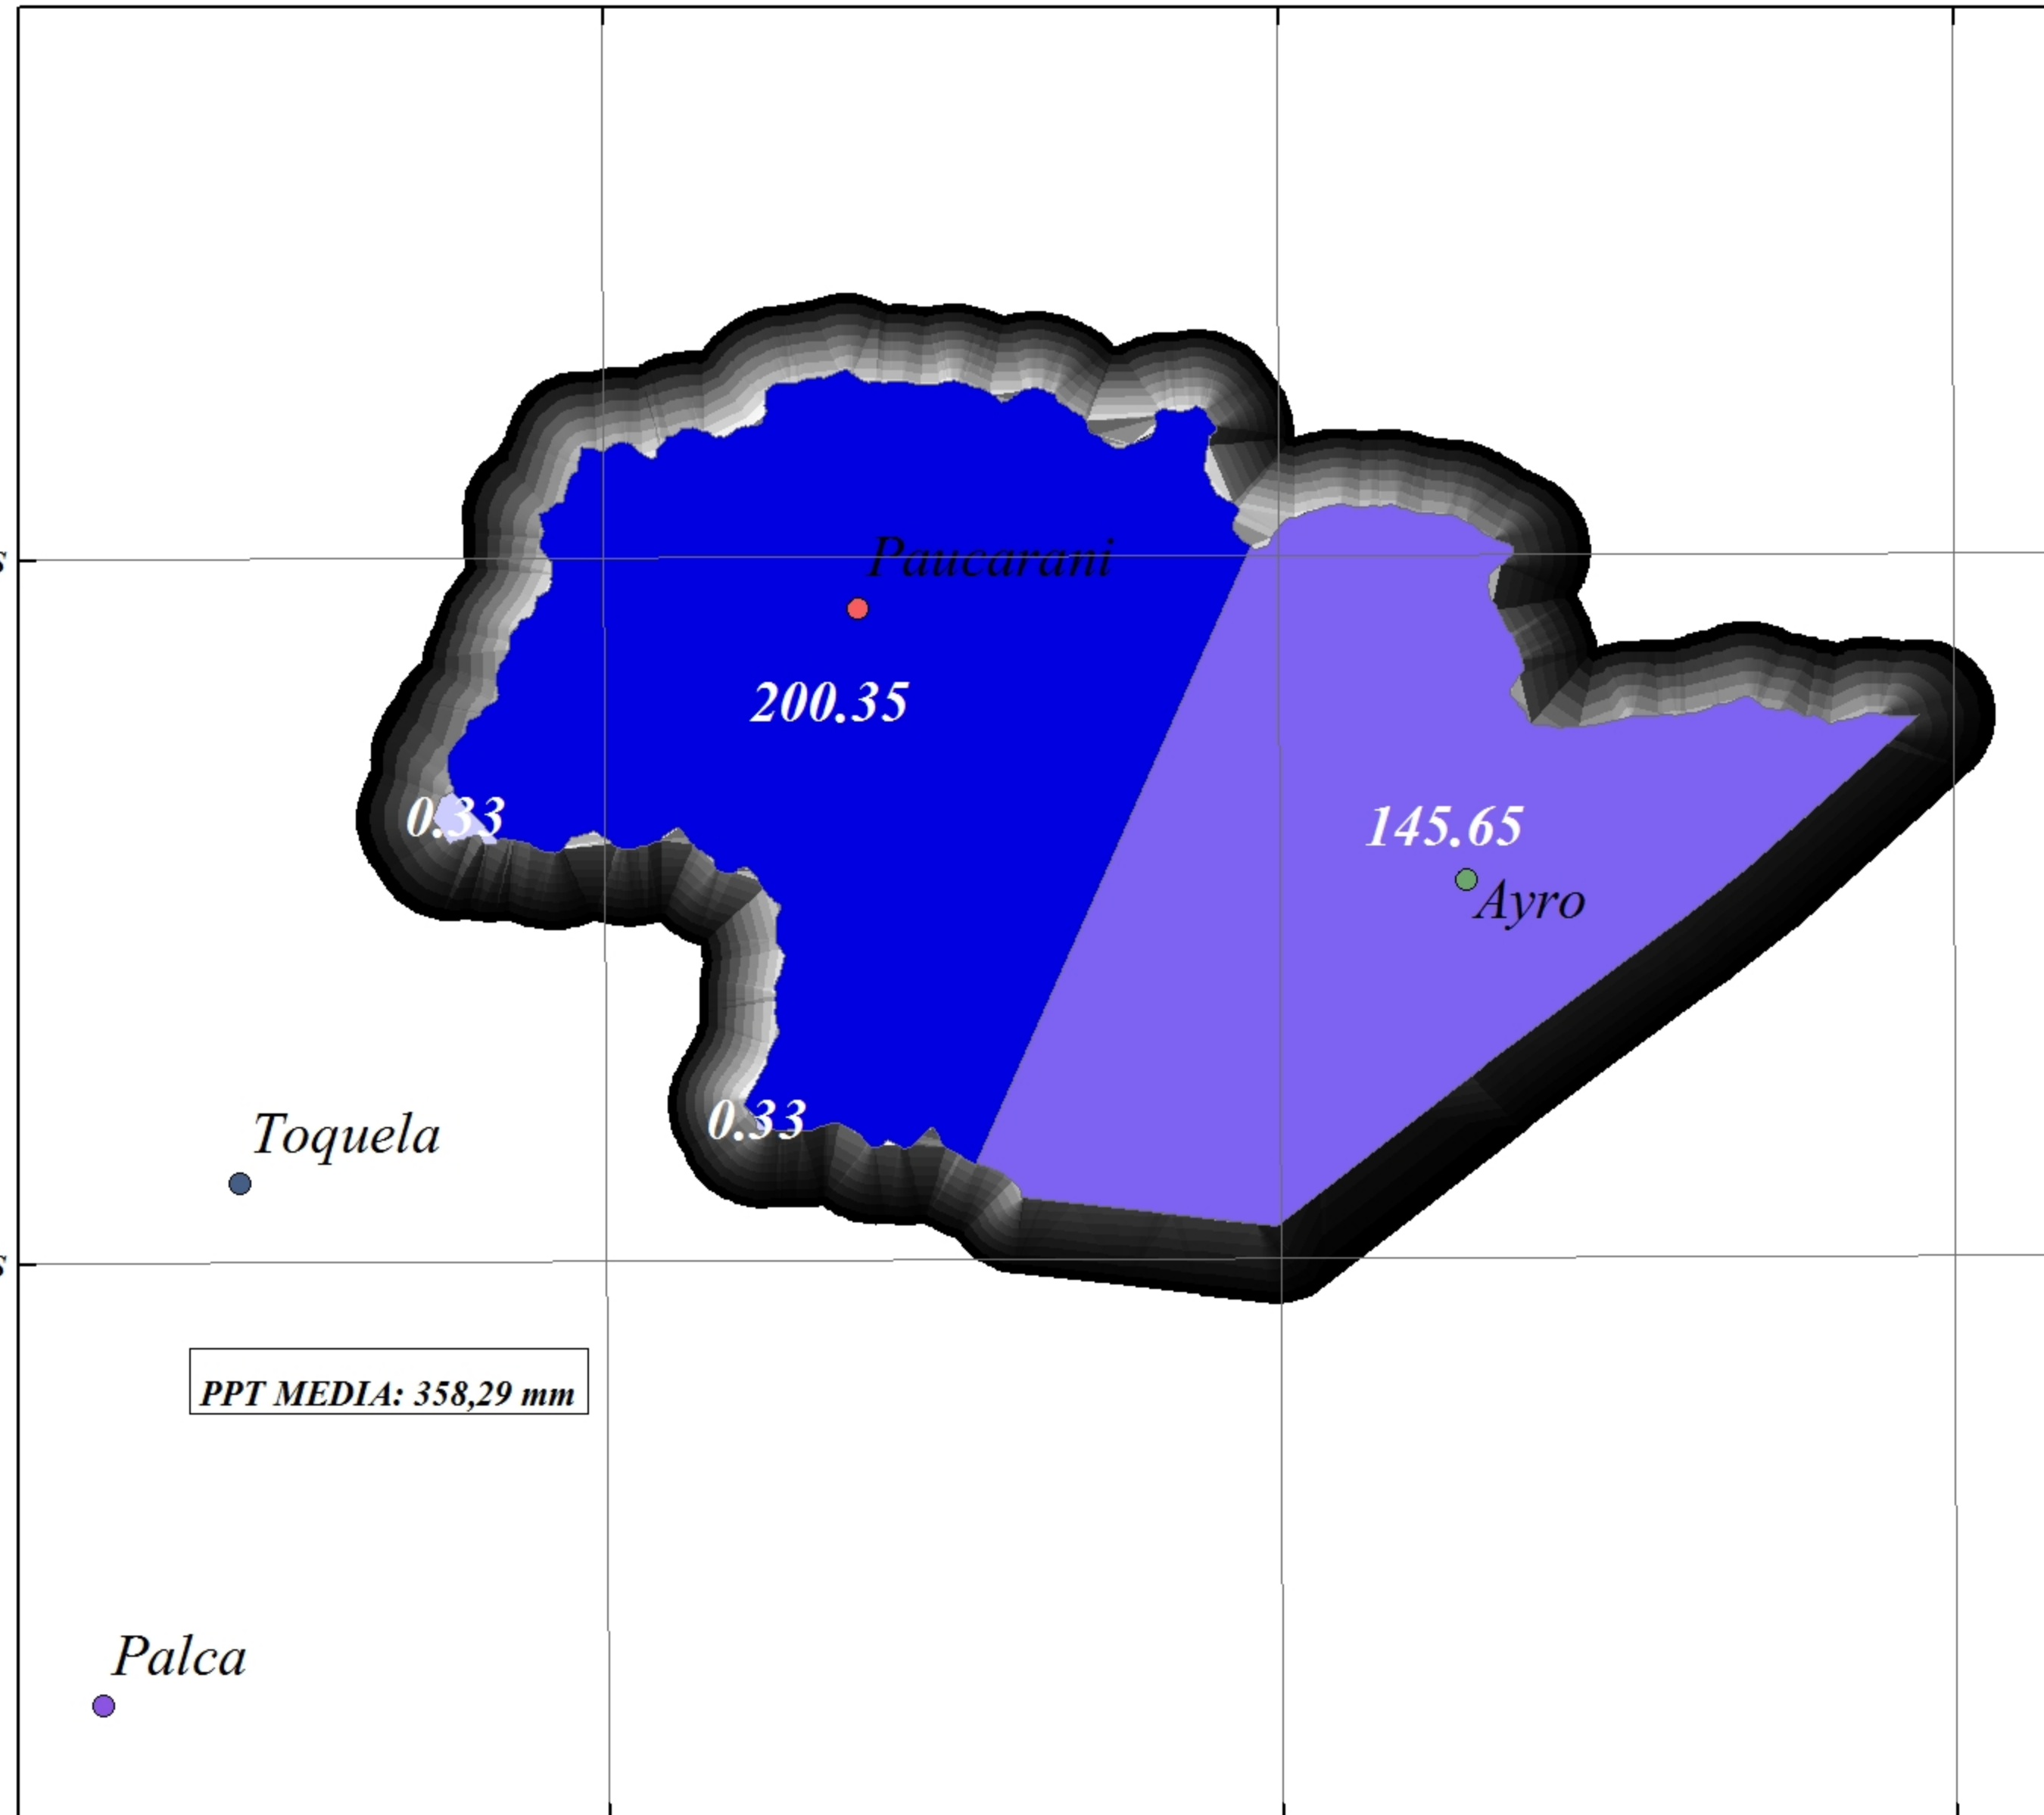 Paucarani
200.35
0.33
145.65
Ayro
0.33
Toquela
PPT MEDIA: 358,29 mm
Palca